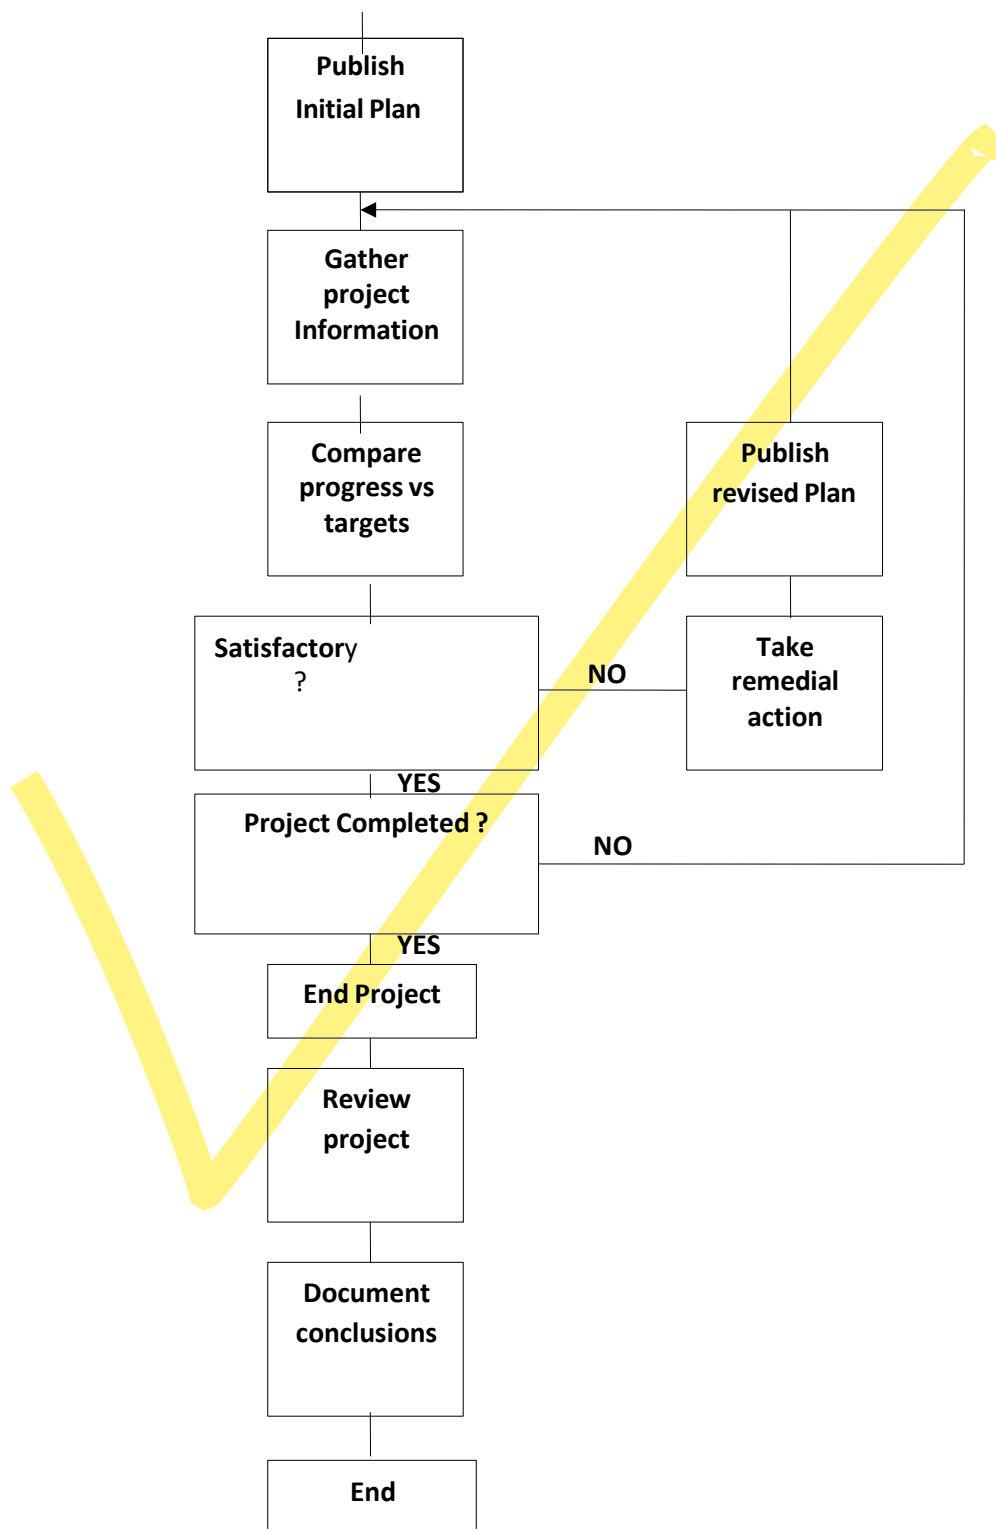 Publish
Initial Plan
Gather
project
Information
Compare
progress vs
targets
Publish
revised Plan
Satisfactory
?
NO
Take
remedial
action
YES
Project Completed ?
NO
YES
End Project
Review
project
Document
conclusions
End